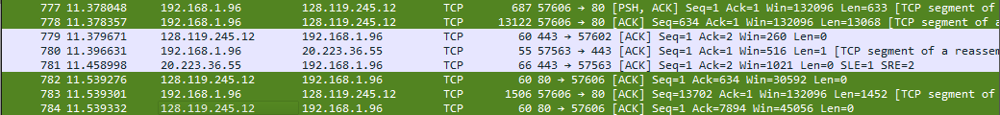 777 11.378048 192.168.1.96 128.119.245.12 TCP 687 57606 → 80 [PSH, ACK] Seq=1 Ack=1 Win=132096 Len=633 [TCP segment of
778 11.378357 192.168.1.96 128.119.245.12 TCP 13122 57606 → 80 [ACK] Seq=634 Ack=1 Win=132096 Len=13068 [TCP segment of a
779 11.379671 128.119.245.12 192.168.1.96 TCP 60 443 → 57602 [ACK] Seq=1 Ack=2 Win=260 Len=0
780 11.396631 192.168.1.96 20.223.36.55 TCP 55 57563 → 443 [ACK] Seq=1 Ack=1 Win=516 Len=1 [TCP segment of a reassem
781 11.458998 20.223.36.55 192.168.1.96 TCP 66 443 → 57563 [ACK] Seq=1 Ack=2 Win=1021 Len=0 SLE=1 SRE=2
782 11.539276 128.119.245.12 192.168.1.96 TCP 60 80 → 57606 [ACK] Seq=1 Ack=634 Win=30592 Len=0
783 11.539301 192.168.1.96 128.119.245.12 TCP 1506 57606 → 80 [ACK] Seq=13702 Ack=1 Win=132096 Len=1452 [TCP segment of
784 11.539332 128.119.245.12 192.168.1.96 TCP 60 80 → 57606 [ACK] Seq=1 Ack=7894 Win=45056 Len=0